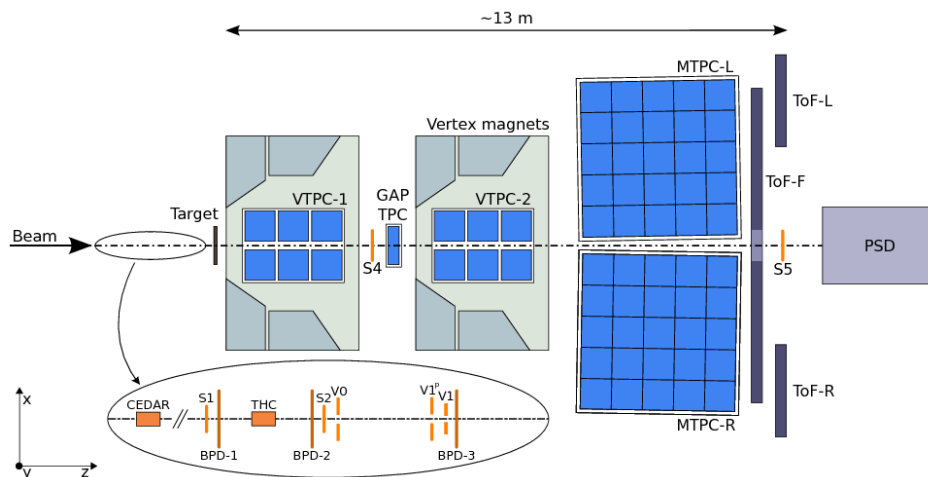 ~13 m
MTPC-L
ToF-L
Vertex magnets
ToF-F
VTPC-1
GAP
TPC
VTPC-2
Target
Beam
S4
S5
PSD
V1ᵖ
S1
THC
S2
V0
V1
CEDAR
BPD-1
BPD-2
BPD-3
ToF-R
MTPC-R
x
y
z